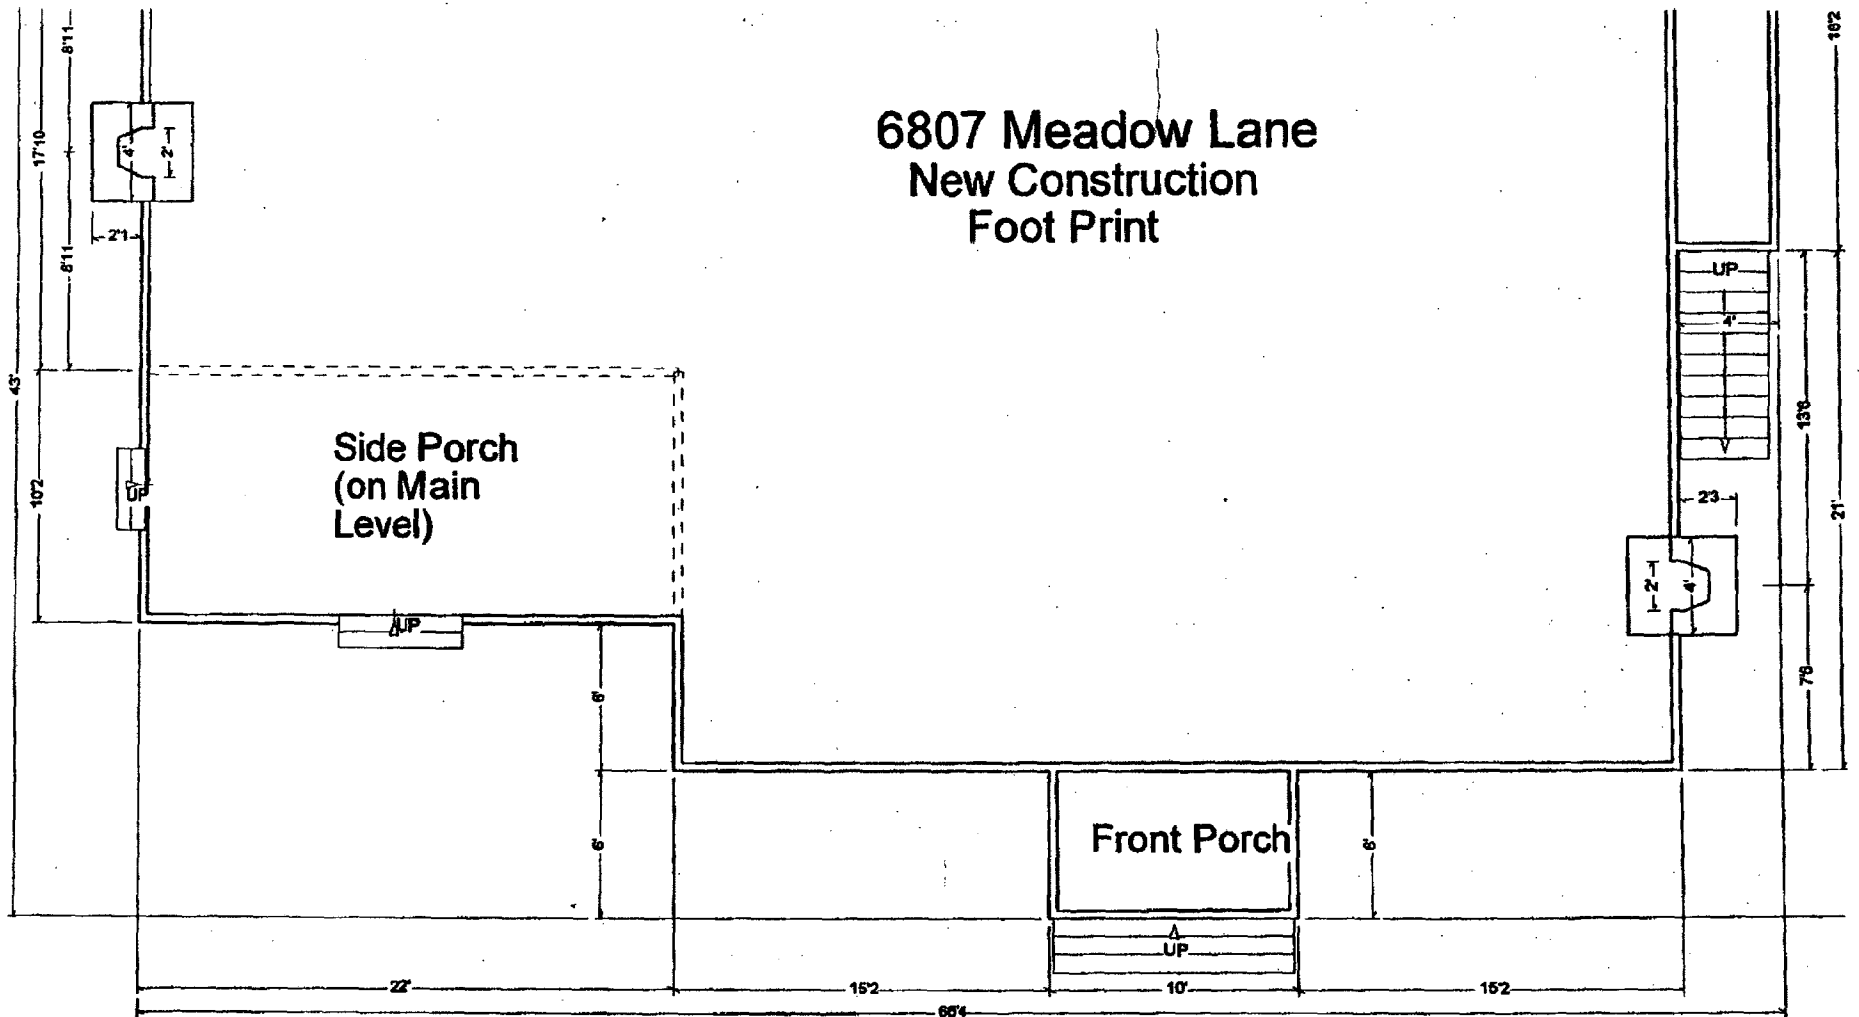 8'11
16'2
6807 Meadow Lane
New Construction
Foot Print
17'10
4'
2'
2'1
8'11
UP
4'
43'
13'6
Side Porch
(on Main
Level)
10'2
UP
2'3
21'
2'
4'
UP
6'
7'6
Front Porch
6'
6'
UP
22'
15'2
10'
15'2
66'4